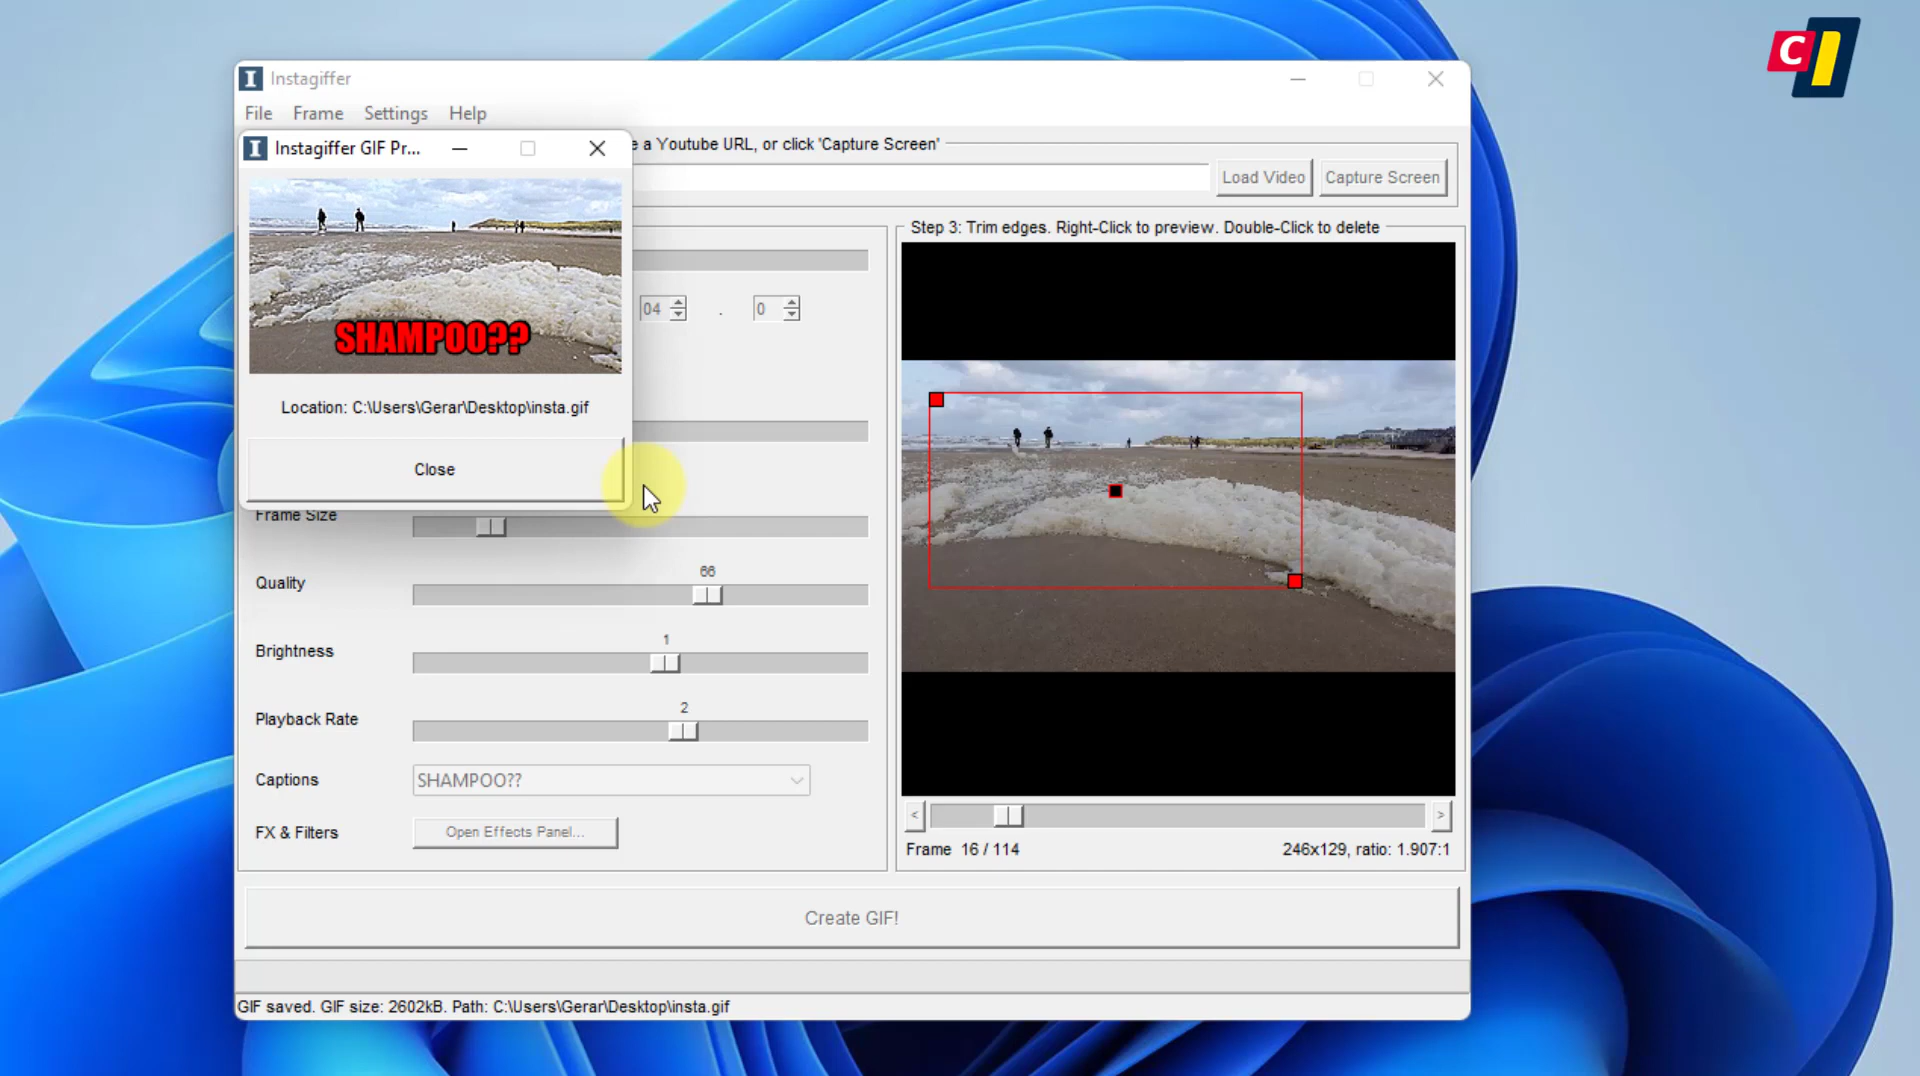 C
I Instagiffer
File Frame Settings Help
I Instagiffer GIF Pr...
e a Youtube URL, or click 'Capture Screen'
Load Video Capture Screen
SHAMPOO??
Location: C:\Users\Gerar\Desktop\insta.gif
Close
04 . 0
Step 3: Trim edges. Right-Click to preview. Double-Click to delete
Frame Size
Quality 66
Brightness 1
Playback Rate 2
Captions SHAMPOO??
FX & Filters Open Effects Panel...
< >
Frame 16 / 114 246x129, ratio: 1.907:1
Create GIF!
GIF saved. GIF size: 2602kB. Path: C:\Users\Gerar\Desktop\insta.gif